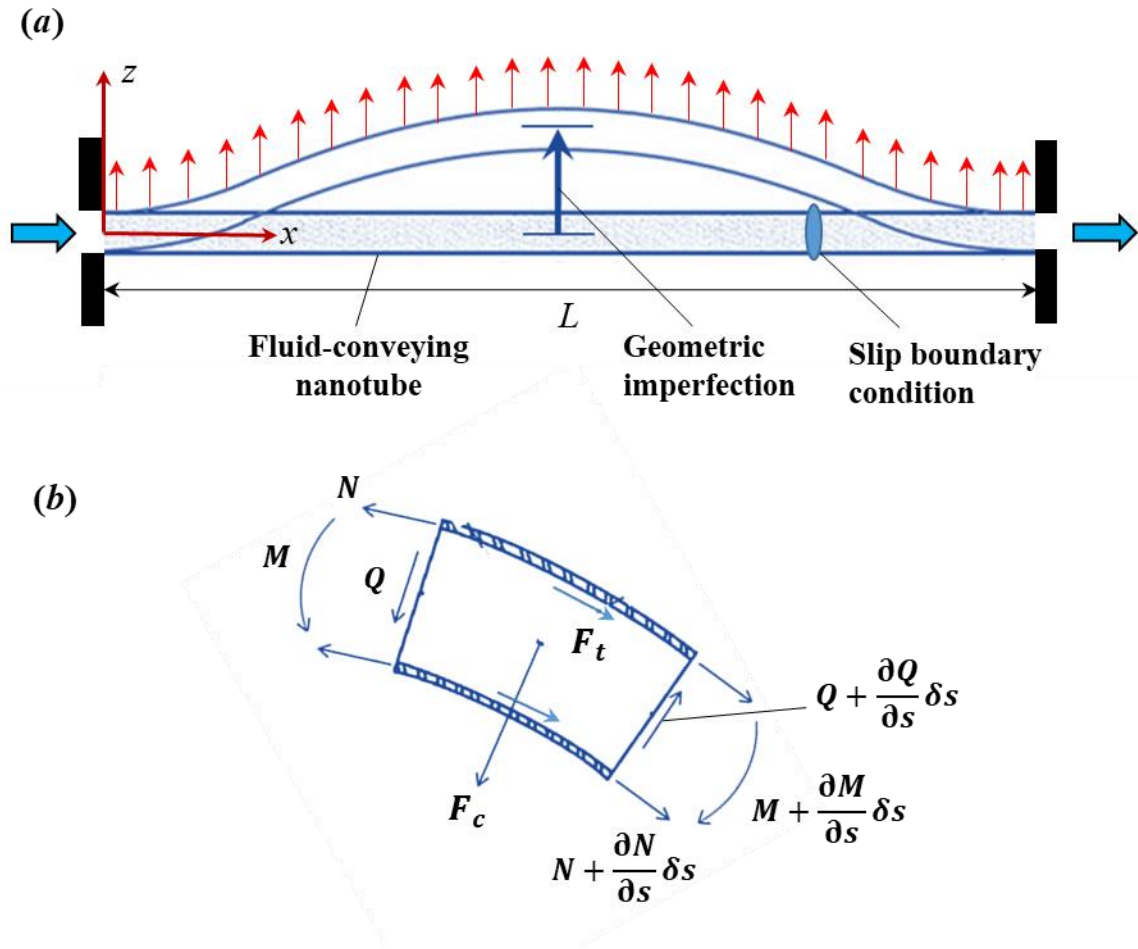 (a)
z
x
L
Fluid-conveying
nanotube
Geometric
imperfection
Slip boundary
condition
(b)
N
M
Q
F_t
F_c
Q + ∂Q/∂s δs
M + ∂M/∂s δs
N + ∂N/∂s δs